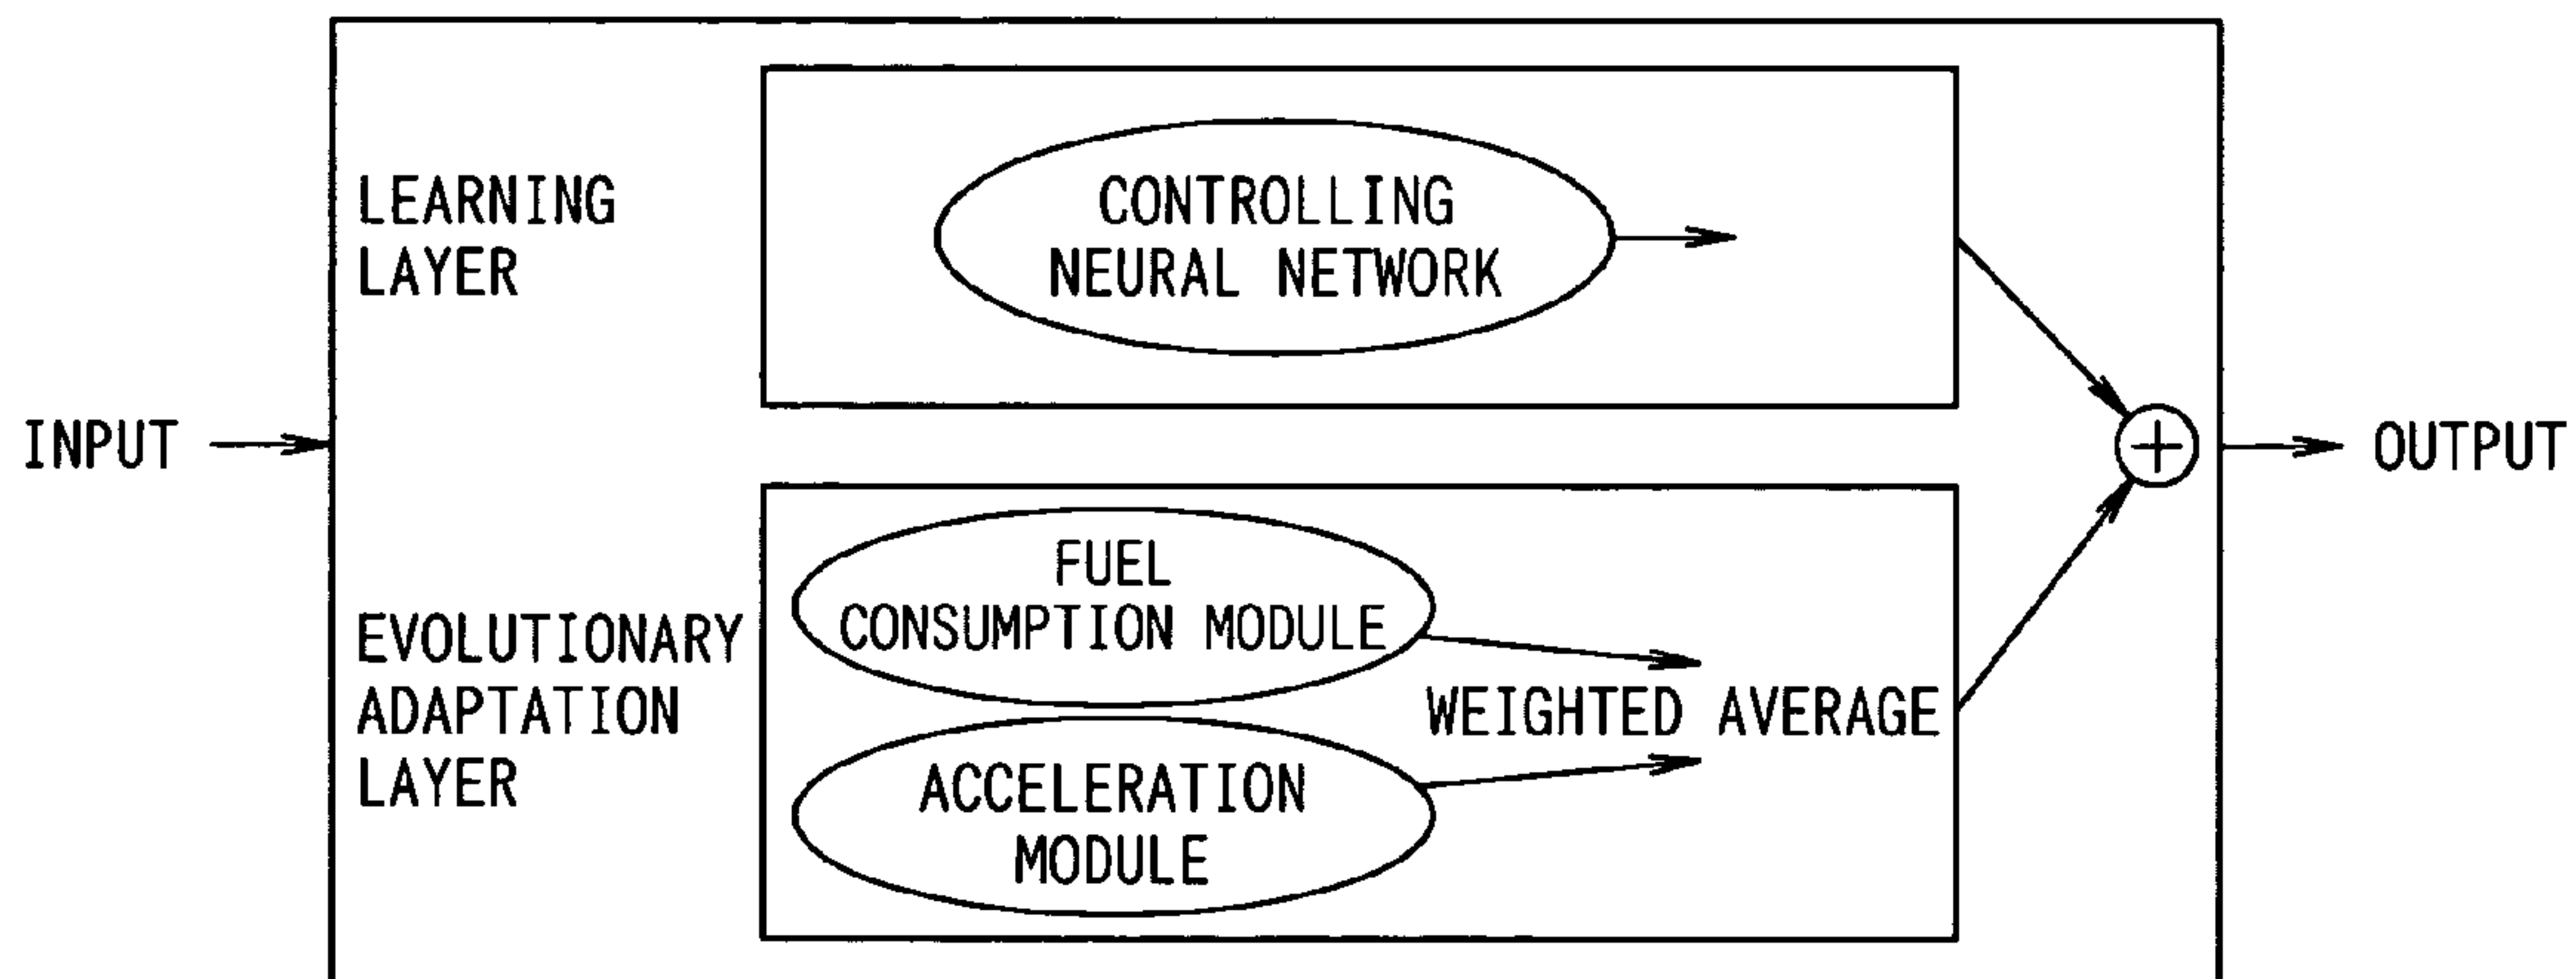 LEARNING
LAYER
CONTROLLING
NEURAL NETWORK
INPUT
OUTPUT
EVOLUTIONARY
ADAPTATION
LAYER
FUEL
CONSUMPTION MODULE
WEIGHTED AVERAGE
ACCELERATION
MODULE